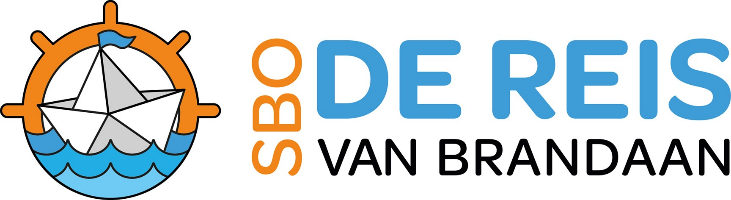 SBO
DE REIS
VAN BRANDAAN